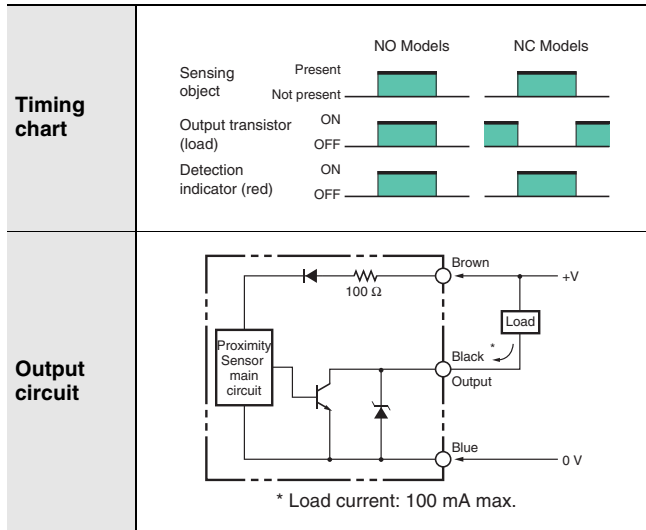 Timing
chart
NO Models
NC Models
Sensing
object
Present
Not present
Output transistor
(load)
ON
OFF
Detection
indicator (red)
ON
OFF
Output
circuit
Brown
+V
100 Ω
Load
Proximity
Sensor
main
circuit
*
Black
Output
Blue
0 V
* Load current: 100 mA max.